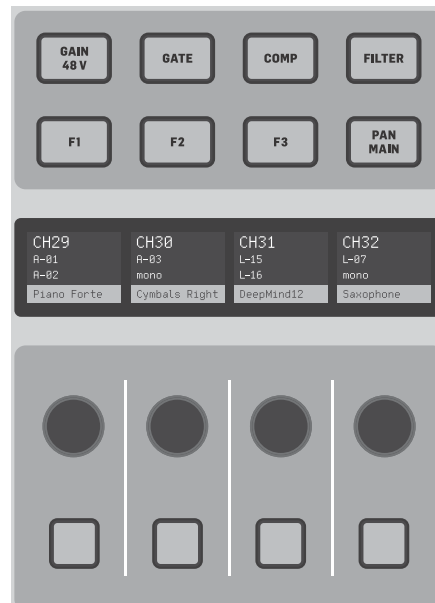 GAIN
48 V
GATE
COMP
FILTER
F1
F2
F3
PAN
MAIN
CH29
A-01
A-02
Piano Forte
CH30
A-03
mono
Cymbals Right
CH31
L-15
L-16
DeepMind12
CH32
L-07
mono
Saxophone